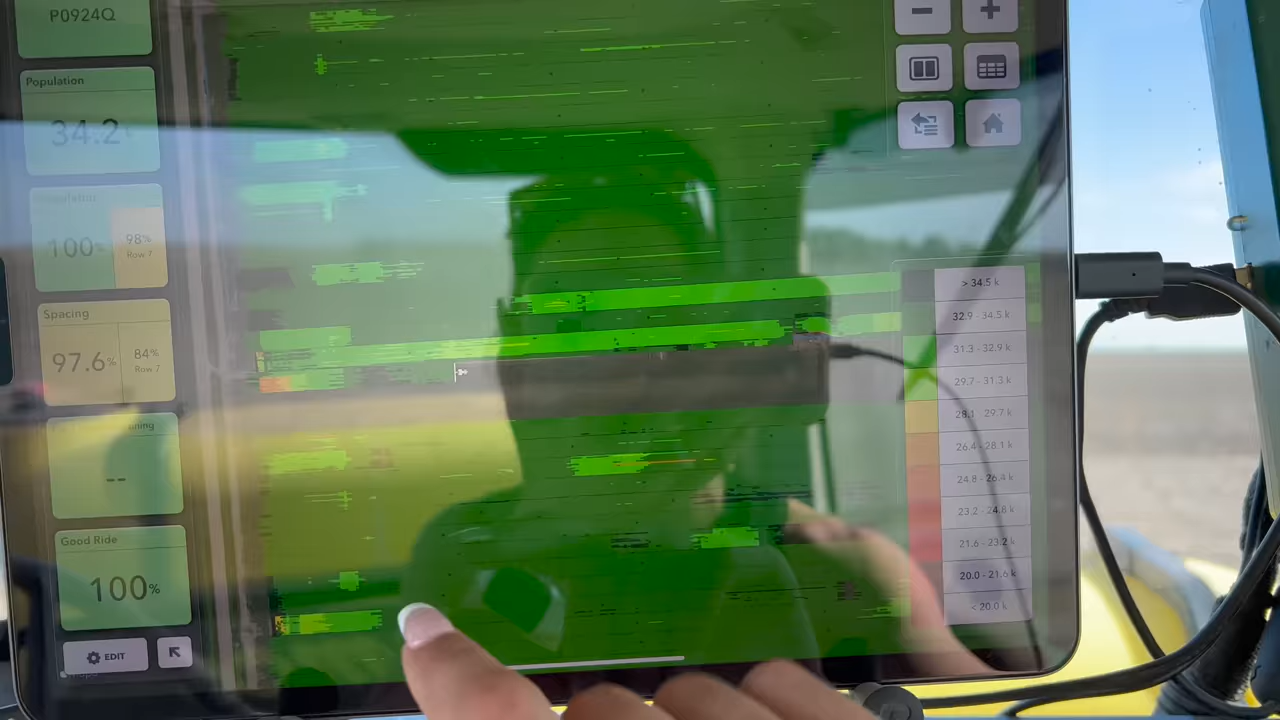 P0924Q
Population
34.2
100%
98%
Row 7
Spacing
97.6%
84%
Row 7
--
Good Ride
100%
EDIT
> 34.5 k
32.9 - 34.5 k
31.3 - 32.9 k
29.7 - 31.3 k
28.1 - 29.7 k
26.4 - 28.1 k
24.8 - 26.4 k
23.2 - 24.8 k
21.6 - 23.2 k
20.0 - 21.6 k
< 20.0 k